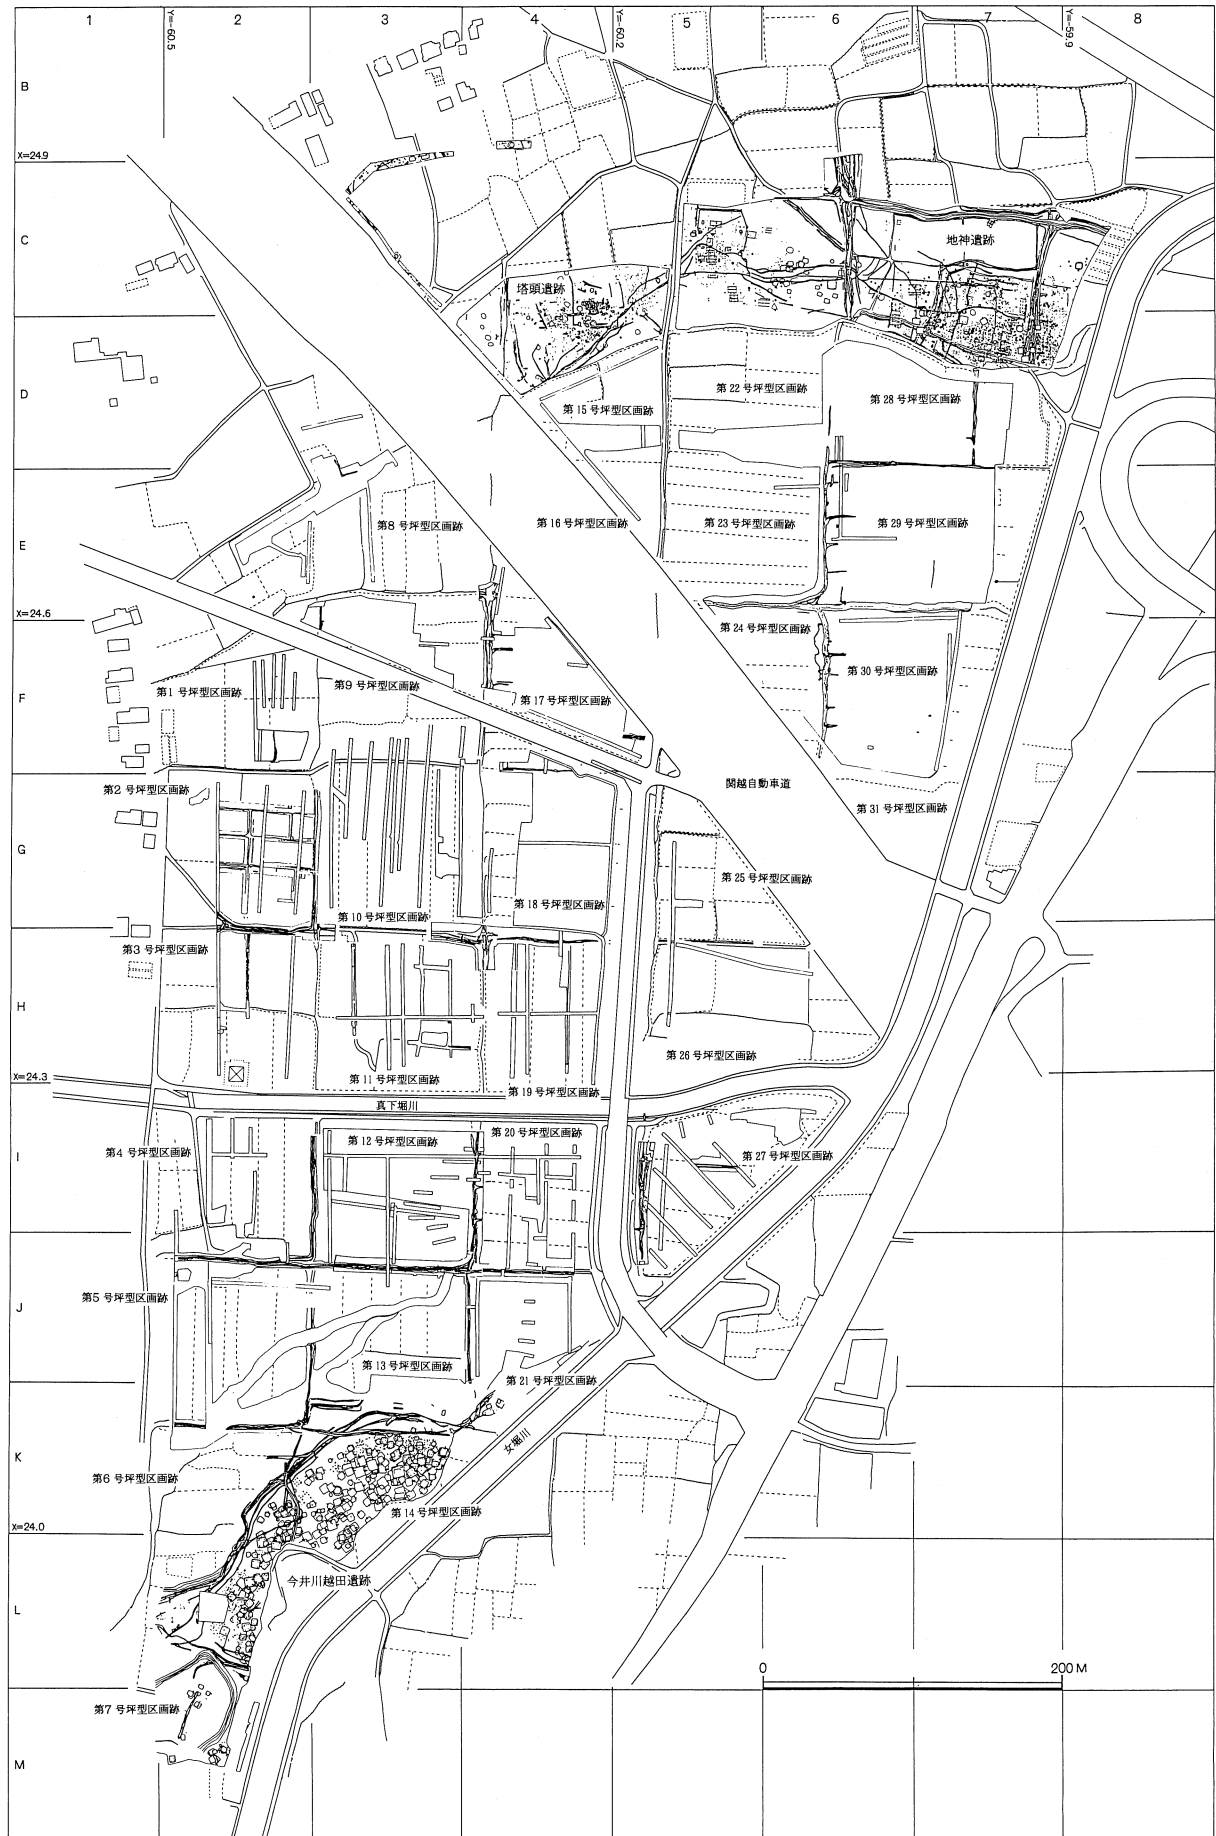 1
2
3
4
5
6
7
8
Y=-60.5
Y=-60.2
Y=-59.9
B
X=24.9
C
地神遺跡
塔頭遺跡
D
第22号坪型区画跡
第28号坪型区画跡
第15号坪型区画跡
E
第8号坪型区画跡
第16号坪型区画跡
第23号坪型区画跡
第29号坪型区画跡
X=24.6
第24号坪型区画跡
第30号坪型区画跡
F
第1号坪型区画跡
第9号坪型区画跡
第17号坪型区画跡
関越自動車道
第2号坪型区画跡
第31号坪型区画跡
G
第25号坪型区画跡
第18号坪型区画跡
第10号坪型区画跡
第3号坪型区画跡
H
第26号坪型区画跡
X=24.3
第11号坪型区画跡
第19号坪型区画跡
真下堀川
第12号坪型区画跡
第20号坪型区画跡
I
第4号坪型区画跡
第27号坪型区画跡
第5号坪型区画跡
J
第13号坪型区画跡
第21号坪型区画跡
女堀川
K
第6号坪型区画跡
第14号坪型区画跡
X=24.0
今井川越田遺跡
L
0
200M
第7号坪型区画跡
M